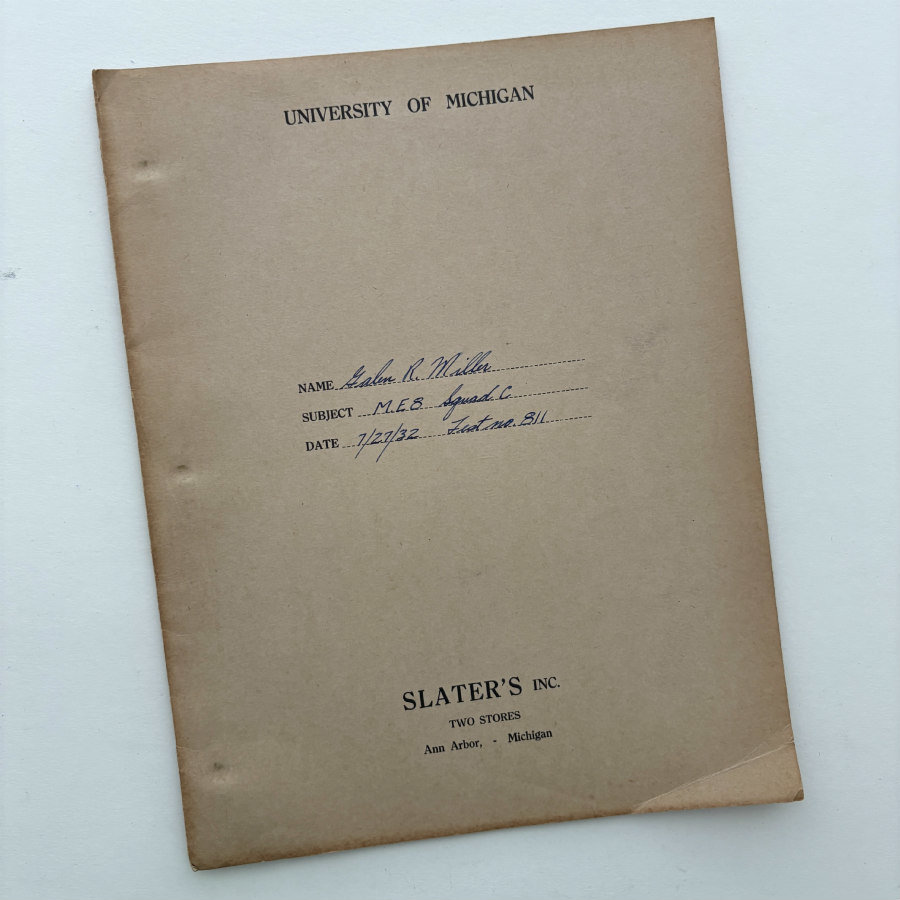 UNIVERSITY OF MICHIGAN
NAME Galen R. Miller
SUBJECT M.E8 Squad C
DATE 7/27/32 Test no. 811
SLATER'S INC.
TWO STORES
Ann Arbor, - Michigan